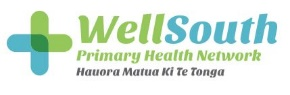 WellSouth
Primary Health Network
Hauora Matua Ki Te Tonga